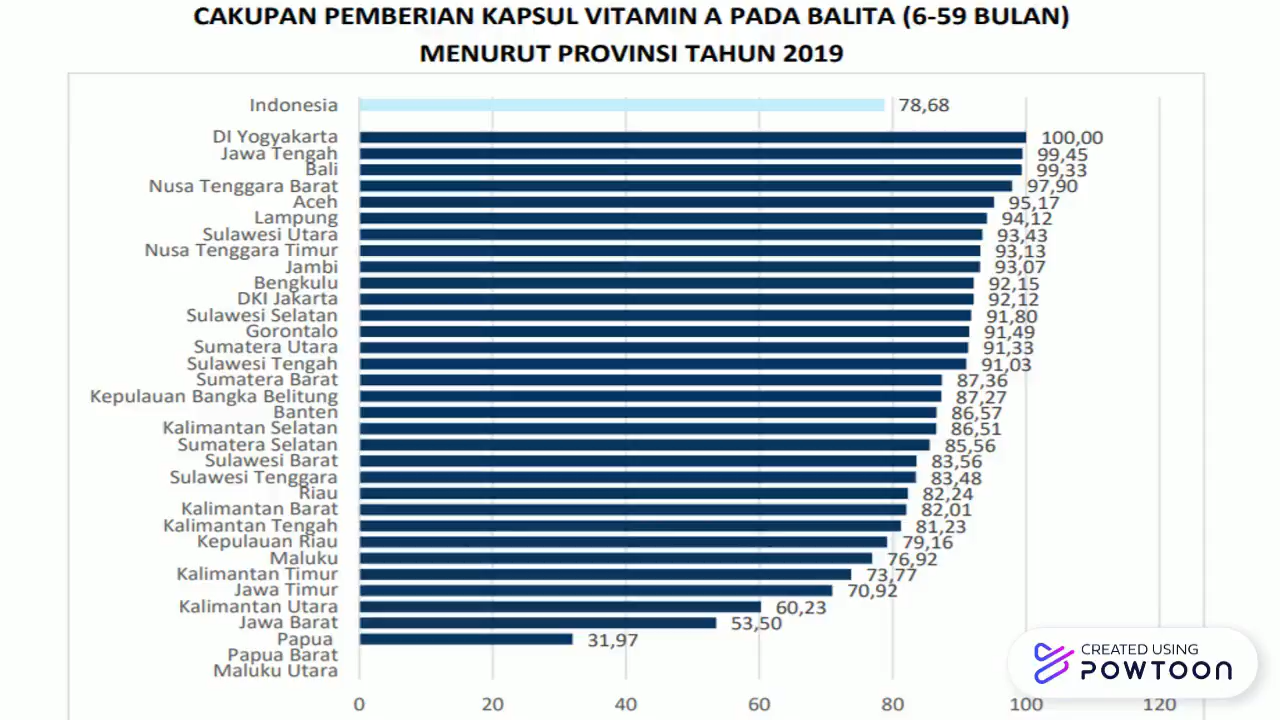 CAKUPAN PEMBERIAN KAPSUL VITAMIN A PADA BALITA (6-59 BULAN)
MENURUT PROVINSI TAHUN 2019
Indonesia 78,68
DI Yogyakarta 100,00
Jawa Tengah 99,45
Bali 99,33
Nusa Tenggara Barat 97,90
Aceh 95,17
Lampung 94,12
Sulawesi Utara 93,43
Nusa Tenggara Timur 93,13
Jambi 93,07
Bengkulu 92,15
DKI Jakarta 92,12
Sulawesi Selatan 91,80
Gorontalo 91,49
Sumatera Utara 91,33
Sulawesi Tengah 91,03
Sumatera Barat 87,36
Kepulauan Bangka Belitung 87,27
Banten 86,57
Kalimantan Selatan 86,51
Sumatera Selatan 85,56
Sulawesi Barat 83,56
Sulawesi Tenggara 83,48
Riau 82,24
Kalimantan Barat 82,01
Kalimantan Tengah 81,23
Kepulauan Riau 79,16
Maluku 76,92
Kalimantan Timur 73,77
Jawa Timur 70,92
Kalimantan Utara 60,23
Jawa Barat 53,50
Papua 31,97
Papua Barat
Maluku Utara
0 20 40 60 80 100 120
CREATED USING
POWTOON